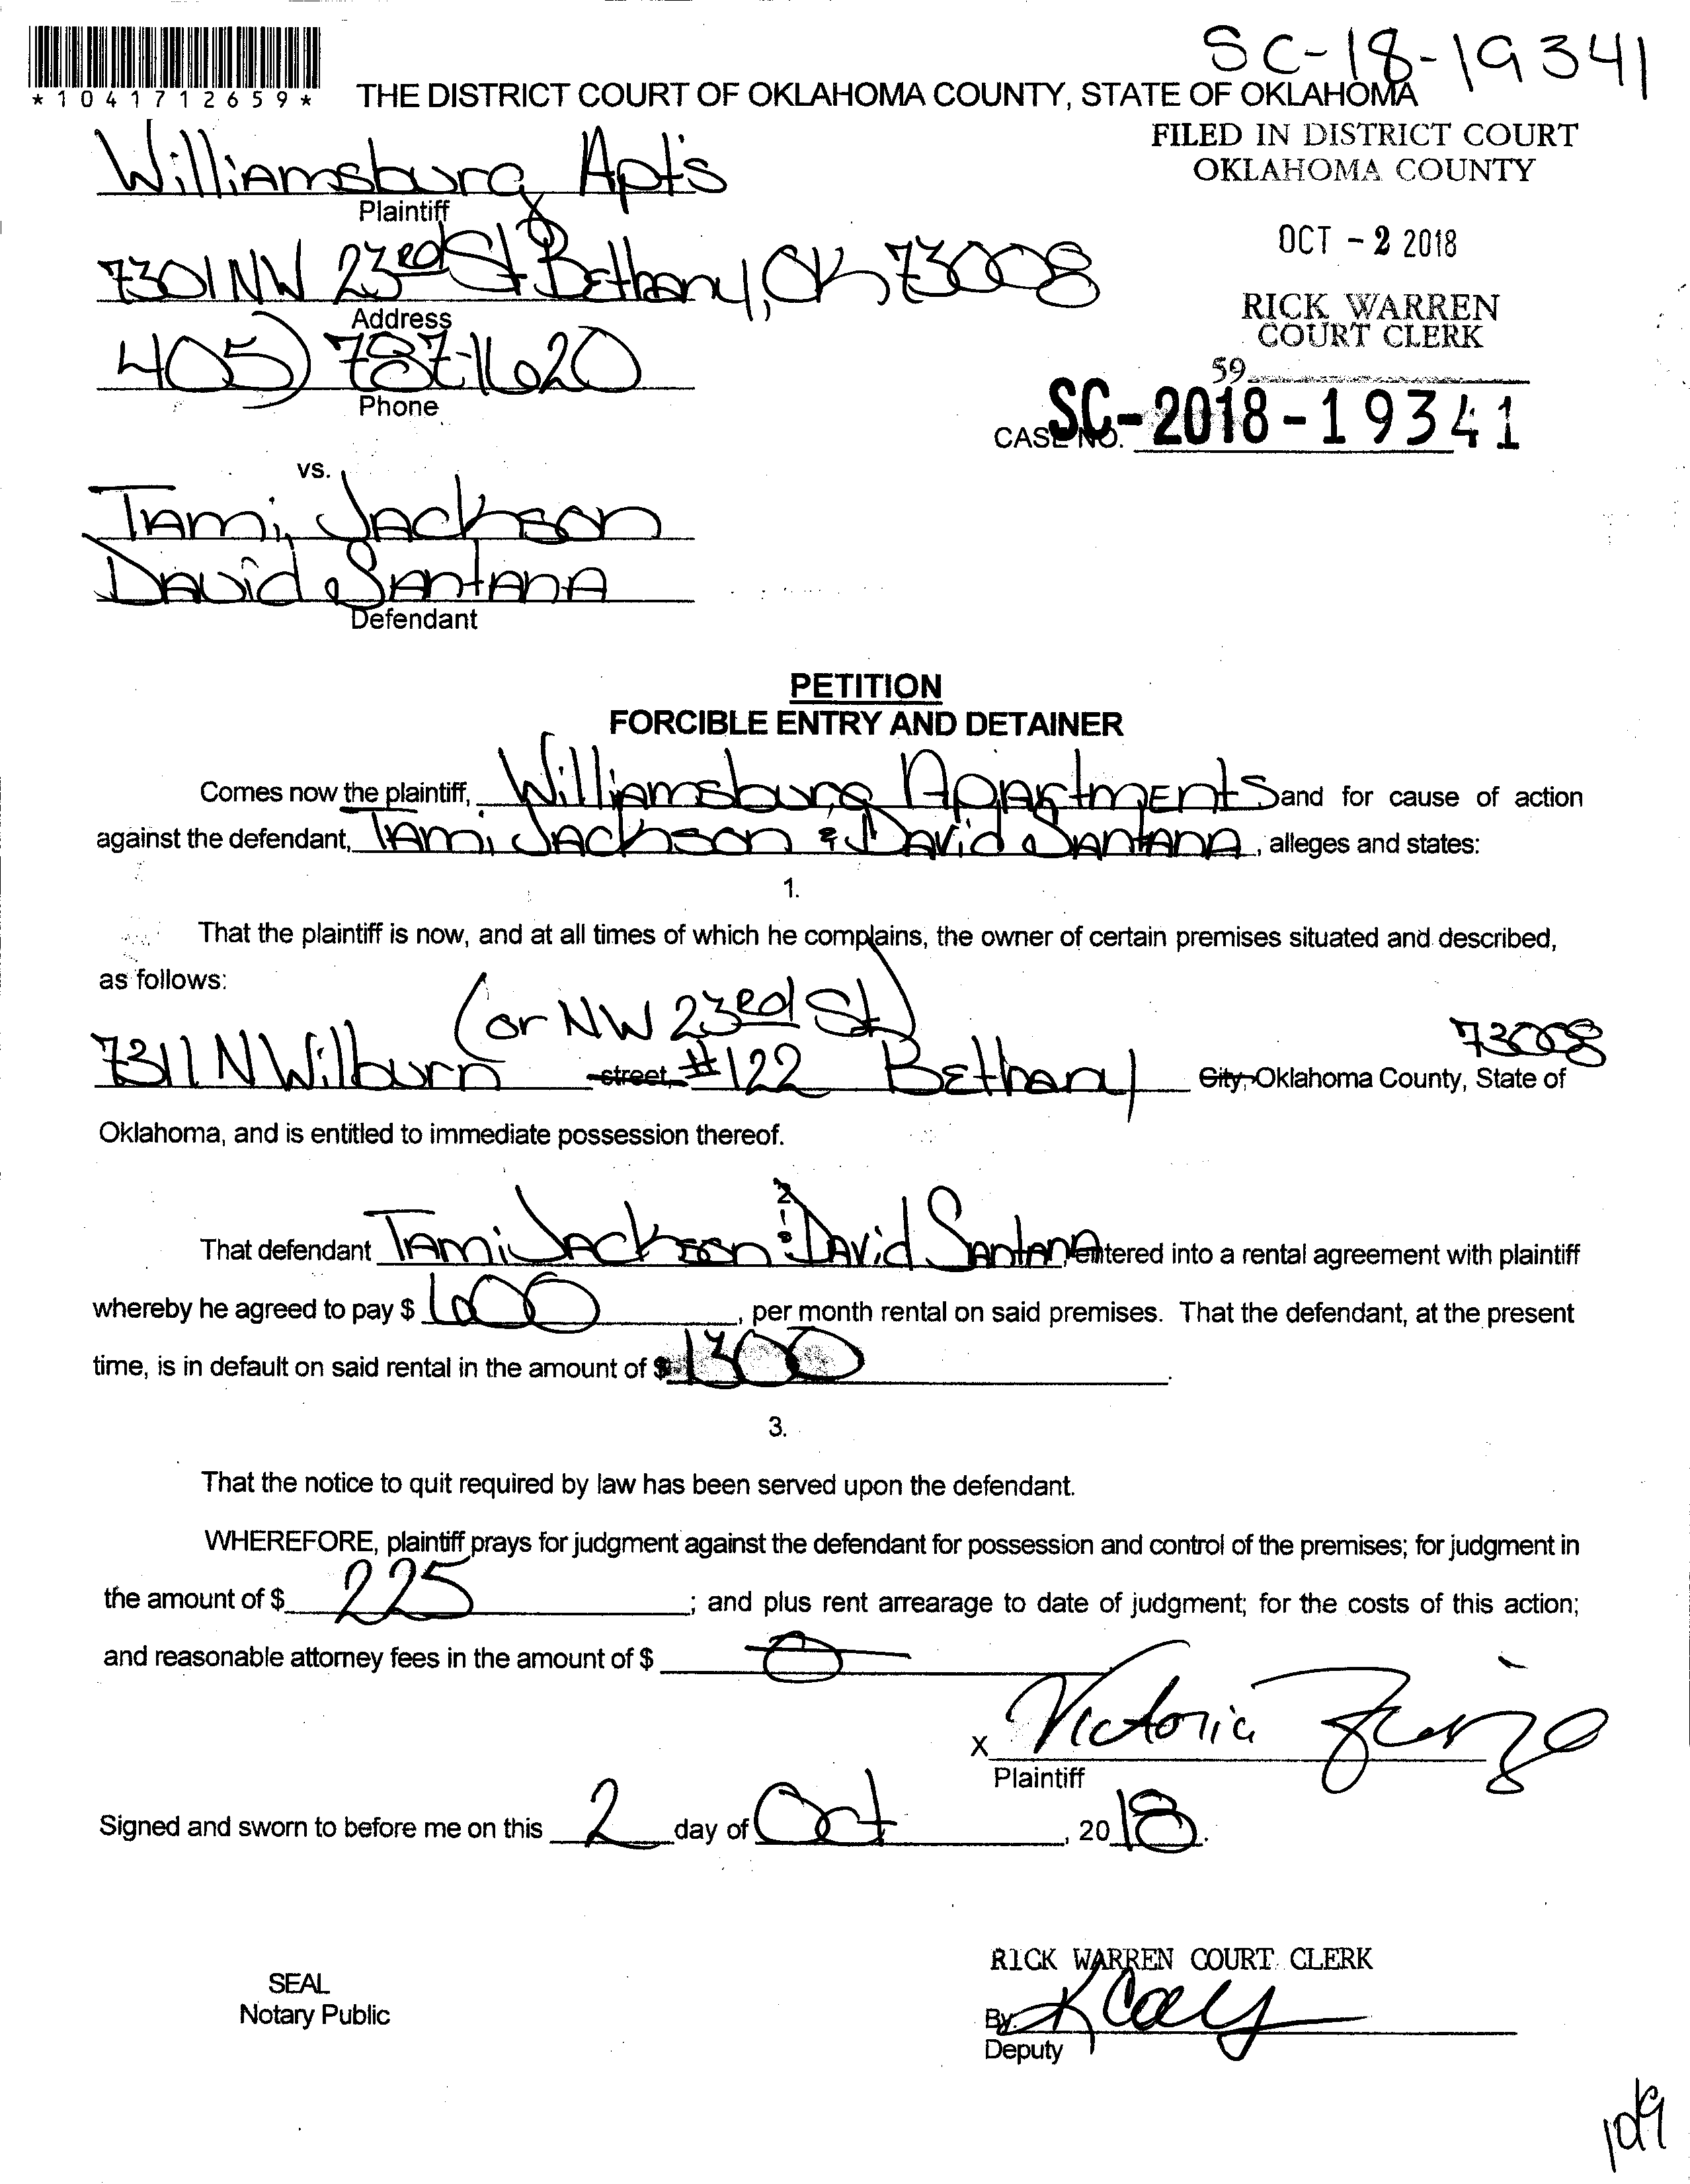 SC-18-19341
*1041712659*
THE DISTRICT COURT OF OKLAHOMA COUNTY, STATE OF OKLAHOMA
FILED IN DISTRICT COURT
OKLAHOMA COUNTY
Williamsburg Apt's
Plaintiff
OCT - 2 2018
7301 NW 23rd St Bethany, OK 73008
Address
RICK WARREN
COURT CLERK
405) 787-1620
Phone
59
CASE NO. SC-2018-19341
vs.
Tami Jackson
David Santana
Defendant
PETITION
FORCIBLE ENTRY AND DETAINER
Comes now the plaintiff, Williamsburg Apartments and for cause of action
against the defendant, Tami Jackson & David Santana, alleges and states:
1.
That the plaintiff is now, and at all times of which he complains, the owner of certain premises situated and described,
as follows:
(or NW 23rd St)
73008
7311 N Wilburn street, #122 Bethany City, Oklahoma County, State of
Oklahoma, and is entitled to immediate possession thereof.
2.
That defendant Tami Jackson & David Santana, entered into a rental agreement with plaintiff
whereby he agreed to pay $ 600, per month rental on said premises. That the defendant, at the present
time, is in default on said rental in the amount of $ 1300.
3.
That the notice to quit required by law has been served upon the defendant.
WHEREFORE, plaintiff prays for judgment against the defendant for possession and control of the premises; for judgment in
the amount of $ 225; and plus rent arrearage to date of judgment; for the costs of this action;
and reasonable attorney fees in the amount of $ 0
x Victoria
Plaintiff
Signed and sworn to before me on this 2 day of Oct, 2018.
RICK WARREN COURT CLERK
SEAL
Notary Public
By:
Deputy